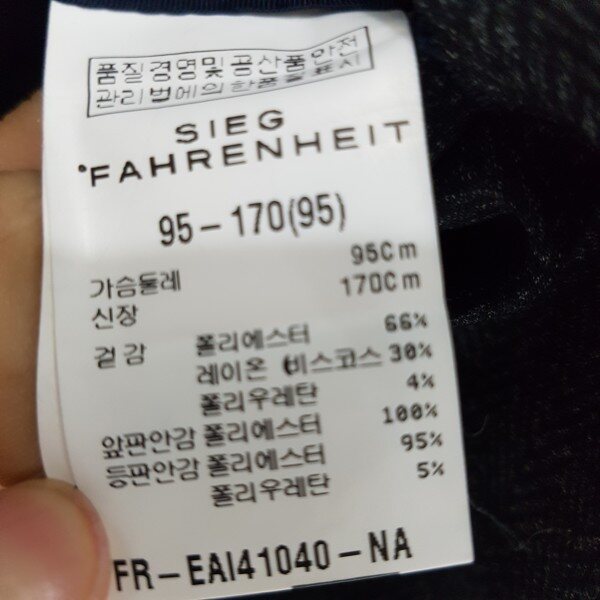 품질경영및공산품안전
관리법에의한품질표시
SIEG
°FAHRENHEIT
95-170(95)
가슴둘레 95Cm
신장 170Cm
겉감 폴리에스터 66%
레이온 (비스코스 30%
폴리우레탄 4%
앞판안감 폴리에스터 100%
등판안감 폴리에스터 95%
폴리우레탄 5%
FR-EAI41040-NA